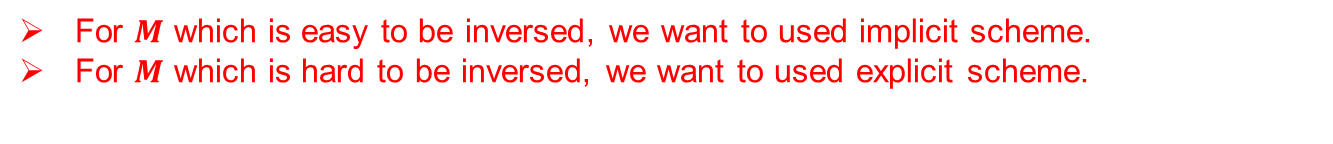 ➢ For 𝑴 which is easy to be inversed, we want to used implicit scheme.
➢ For 𝑴 which is hard to be inversed, we want to used explicit scheme.